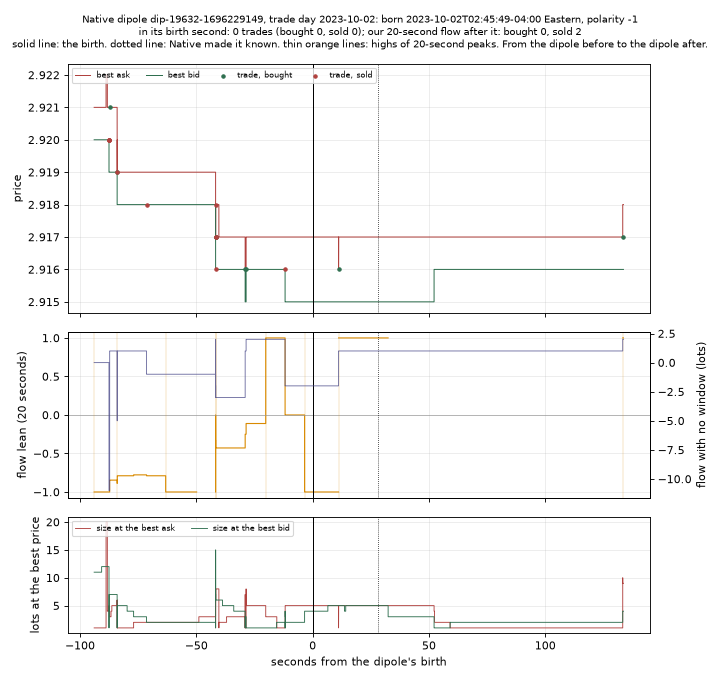 Native dipole dip-19632-1696229149, trade day 2023-10-02: born 2023-10-02T02:45:49-04:00 Eastern, polarity -1
in its birth second: 0 trades (bought 0, sold 0); our 20-second flow after it: bought 0, sold 2
solid line: the birth. dotted line: Native made it known. thin orange lines: highs of 20-second peaks. From the dipole before to the dipole after.
best ask
best bid
trade, bought
trade, sold
2.922
2.921
2.920
2.919
2.918
2.917
2.916
2.915
price
1.0
0.5
0.0
−0.5
−1.0
flow lean (20 seconds)
2.5
0.0
−2.5
−5.0
−7.5
−10.0
flow with no window (lots)
size at the best ask
size at the best bid
20
15
10
5
lots at the best price
−100
−50
0
50
100
seconds from the dipole's birth